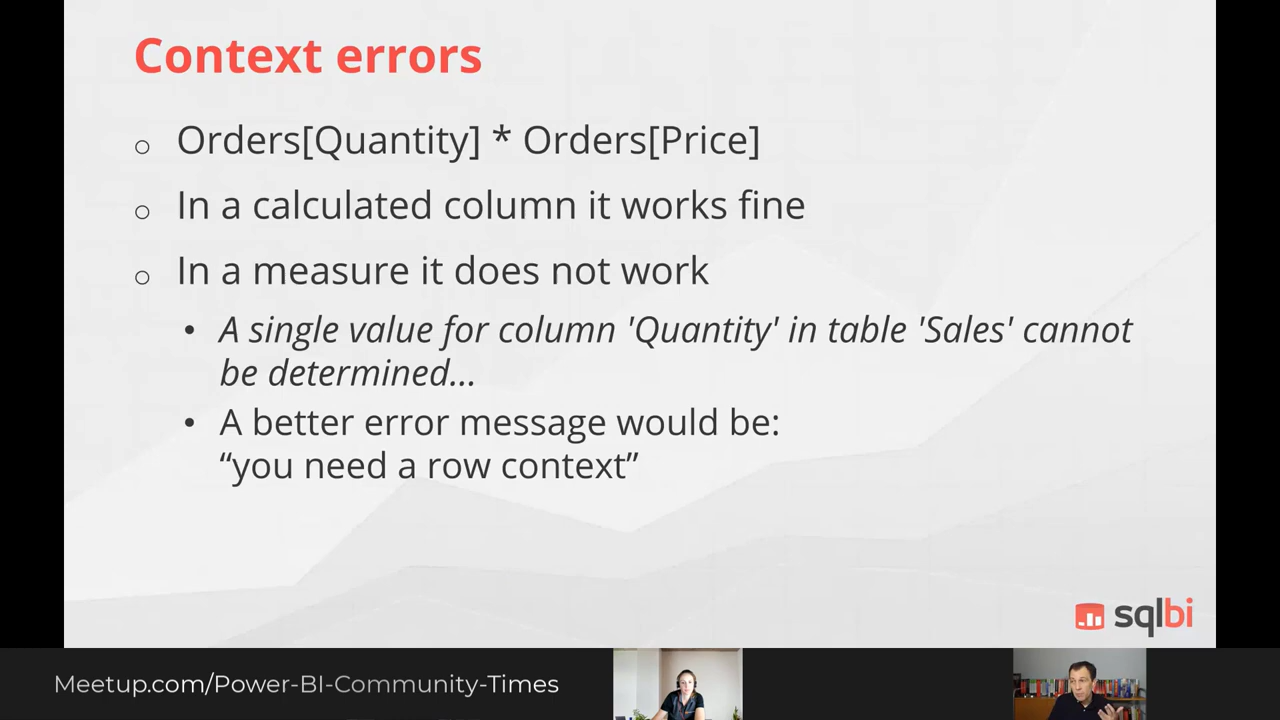 Context errors
Orders[Quantity] * Orders[Price]
In a calculated column it works fine
In a measure it does not work
A single value for column 'Quantity' in table 'Sales' cannot
be determined...
A better error message would be:
“you need a row context”
sqlbi
Meetup.com/Power-BI-Community-Times